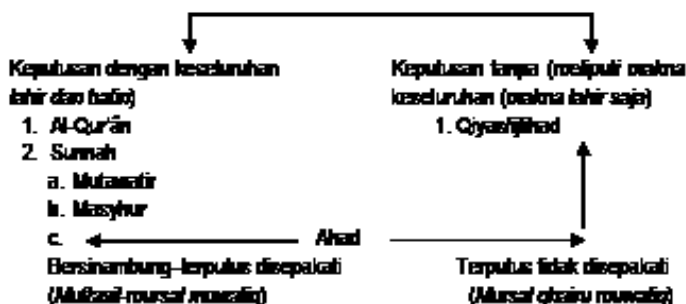 Keputusan dengan keseluruhan
lahir dan batin)
1. Al-Qur'ân
2. Sunnah
a. Mutawatir
b. Masyhur
c.
Bersinambung-terputus disepakati
(Muttasil-mursal muwafiq)
Keputusan tanpa (meliputi makna
keseluruhan (makna lahir saja)
1. Qiyas/ijtihad
Ahad
Terputus tidak disepakati
(Mursal ghairu muwafiq)